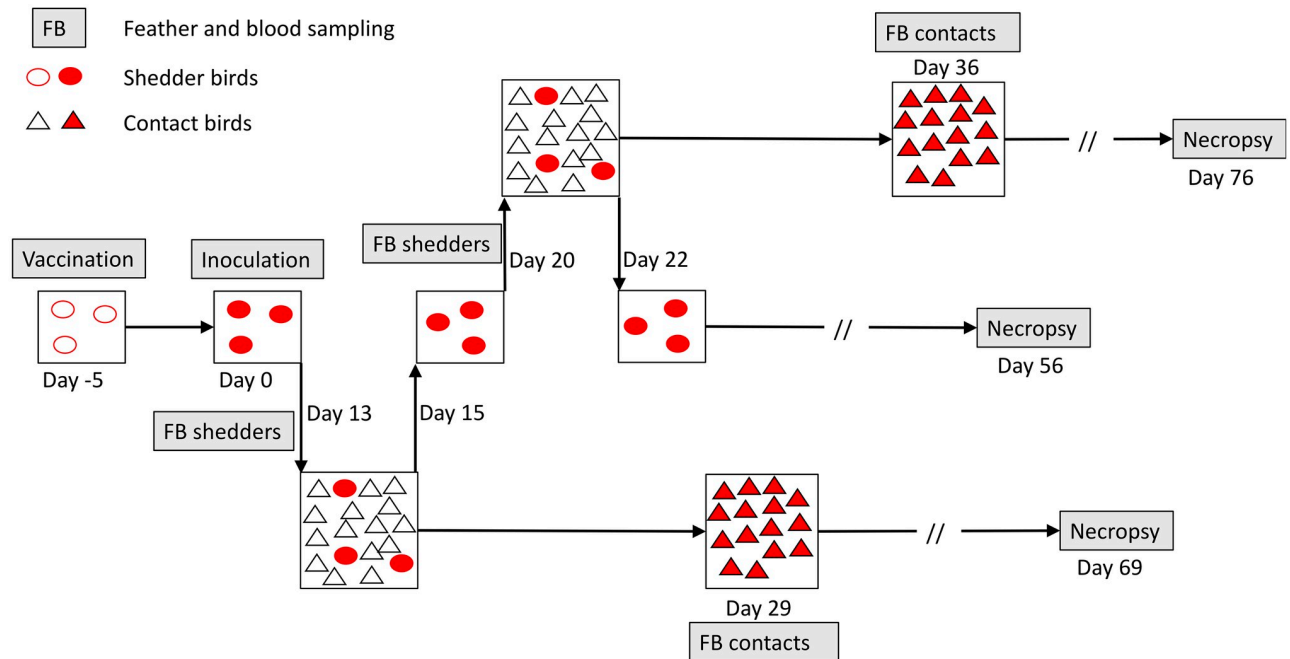 FB Feather and blood sampling
Shedder birds
Contact birds
FB contacts
Day 36
Necropsy
Day 76
FB shedders
Day 20
Day 22
Vaccination
Inoculation
Day -5
Day 0
Necropsy
Day 56
FB shedders
Day 13
Day 15
//
//
//
Necropsy
Day 69
Day 29
FB contacts